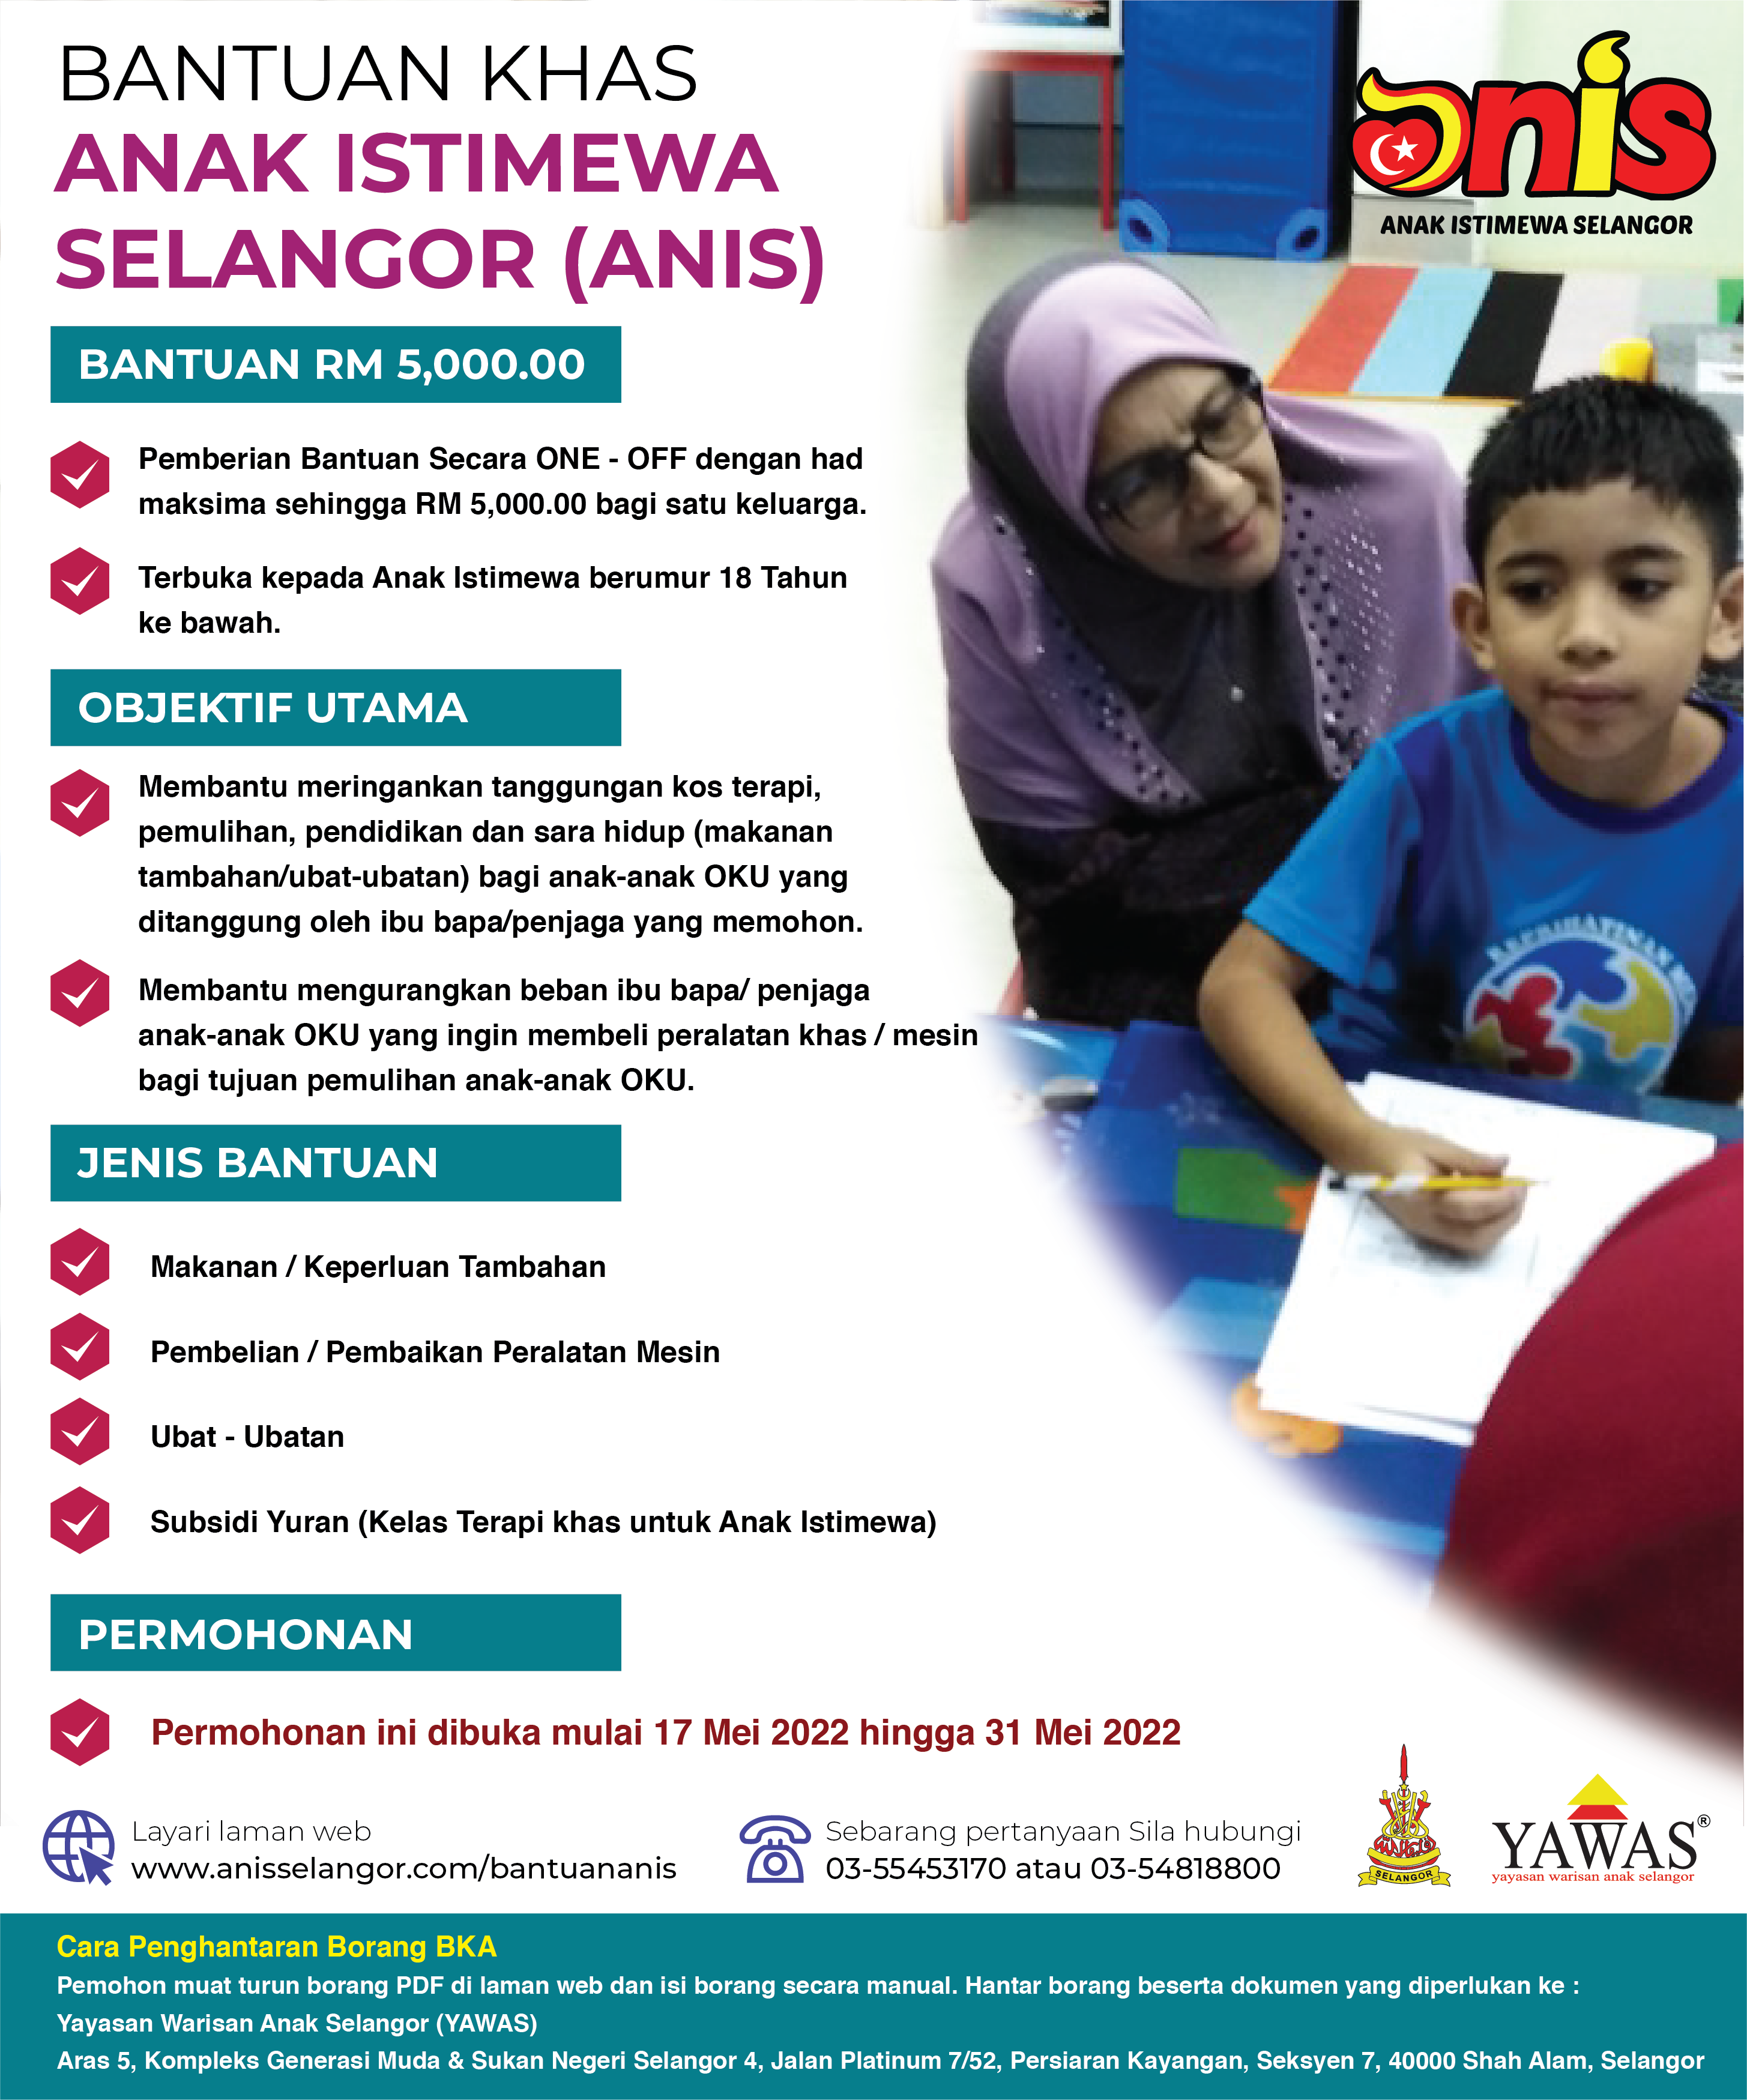 BANTUAN KHAS
ANAK ISTIMEWA
SELANGOR (ANIS)
anis
ANAK ISTIMEWA SELANGOR
BANTUAN RM 5,000.00
Pemberian Bantuan Secara ONE - OFF dengan had
maksima sehingga RM 5,000.00 bagi satu keluarga.
Terbuka kepada Anak Istimewa berumur 18 Tahun
ke bawah.
OBJEKTIF UTAMA
Membantu meringankan tanggungan kos terapi,
pemulihan, pendidikan dan sara hidup (makanan
tambahan/ubat-ubatan) bagi anak-anak OKU yang
ditanggung oleh ibu bapa/penjaga yang memohon.
Membantu mengurangkan beban ibu bapa/ penjaga
anak-anak OKU yang ingin membeli peralatan khas / mesin
bagi tujuan pemulihan anak-anak OKU.
JENIS BANTUAN
Makanan / Keperluan Tambahan
Pembelian / Pembaikan Peralatan Mesin
Ubat - Ubatan
Subsidi Yuran (Kelas Terapi khas untuk Anak Istimewa)
PERMOHONAN
Permohonan ini dibuka mulai 17 Mei 2022 hingga 31 Mei 2022
Layari laman web
www.anisselangor.com/bantuananis
Sebarang pertanyaan Sila hubungi
03-55453170 atau 03-54818800
SELANGOR
YAWAS®
yayasan warisan anak selangor
Cara Penghantaran Borang BKA
Pemohon muat turun borang PDF di laman web dan isi borang secara manual. Hantar borang beserta dokumen yang diperlukan ke :
Yayasan Warisan Anak Selangor (YAWAS)
Aras 5, Kompleks Generasi Muda & Sukan Negeri Selangor 4, Jalan Platinum 7/52, Persiaran Kayangan, Seksyen 7, 40000 Shah Alam, Selangor